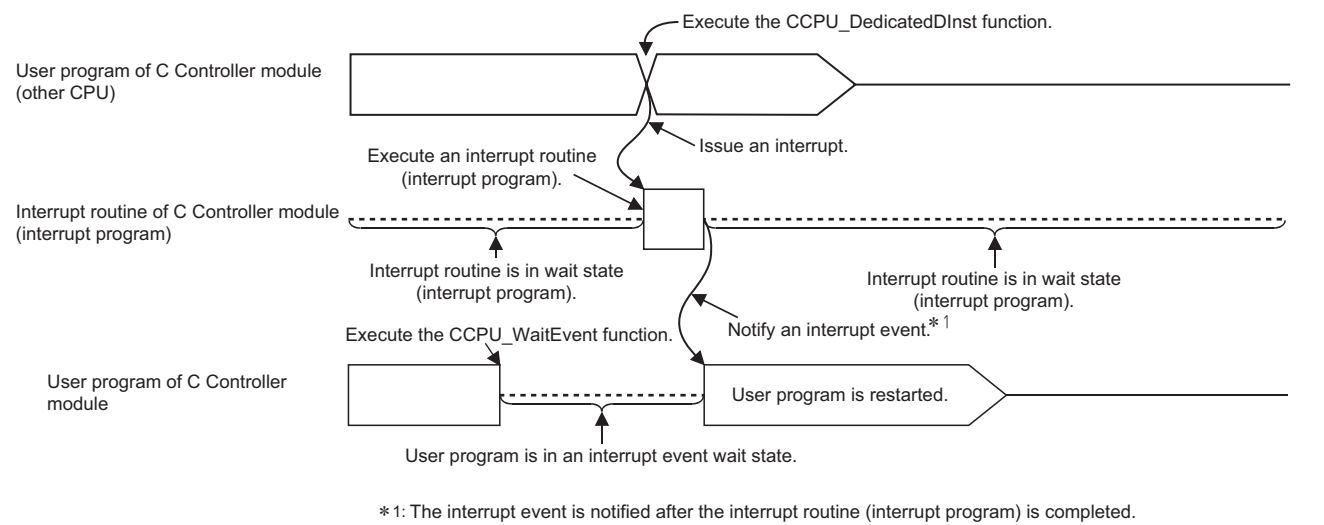 Execute the CCPU_DedicatedDInst function.
User program of C Controller module
(other CPU)
Issue an interrupt.
Execute an interrupt routine
(interrupt program).
Interrupt routine of C Controller module
(interrupt program)
Interrupt routine is in wait state
(interrupt program).
Interrupt routine is in wait state
(interrupt program).
Notify an interrupt event.*1
Execute the CCPU_WaitEvent function.
User program of C Controller
module
User program is restarted.
User program is in an interrupt event wait state.
*1: The interrupt event is notified after the interrupt routine (interrupt program) is completed.